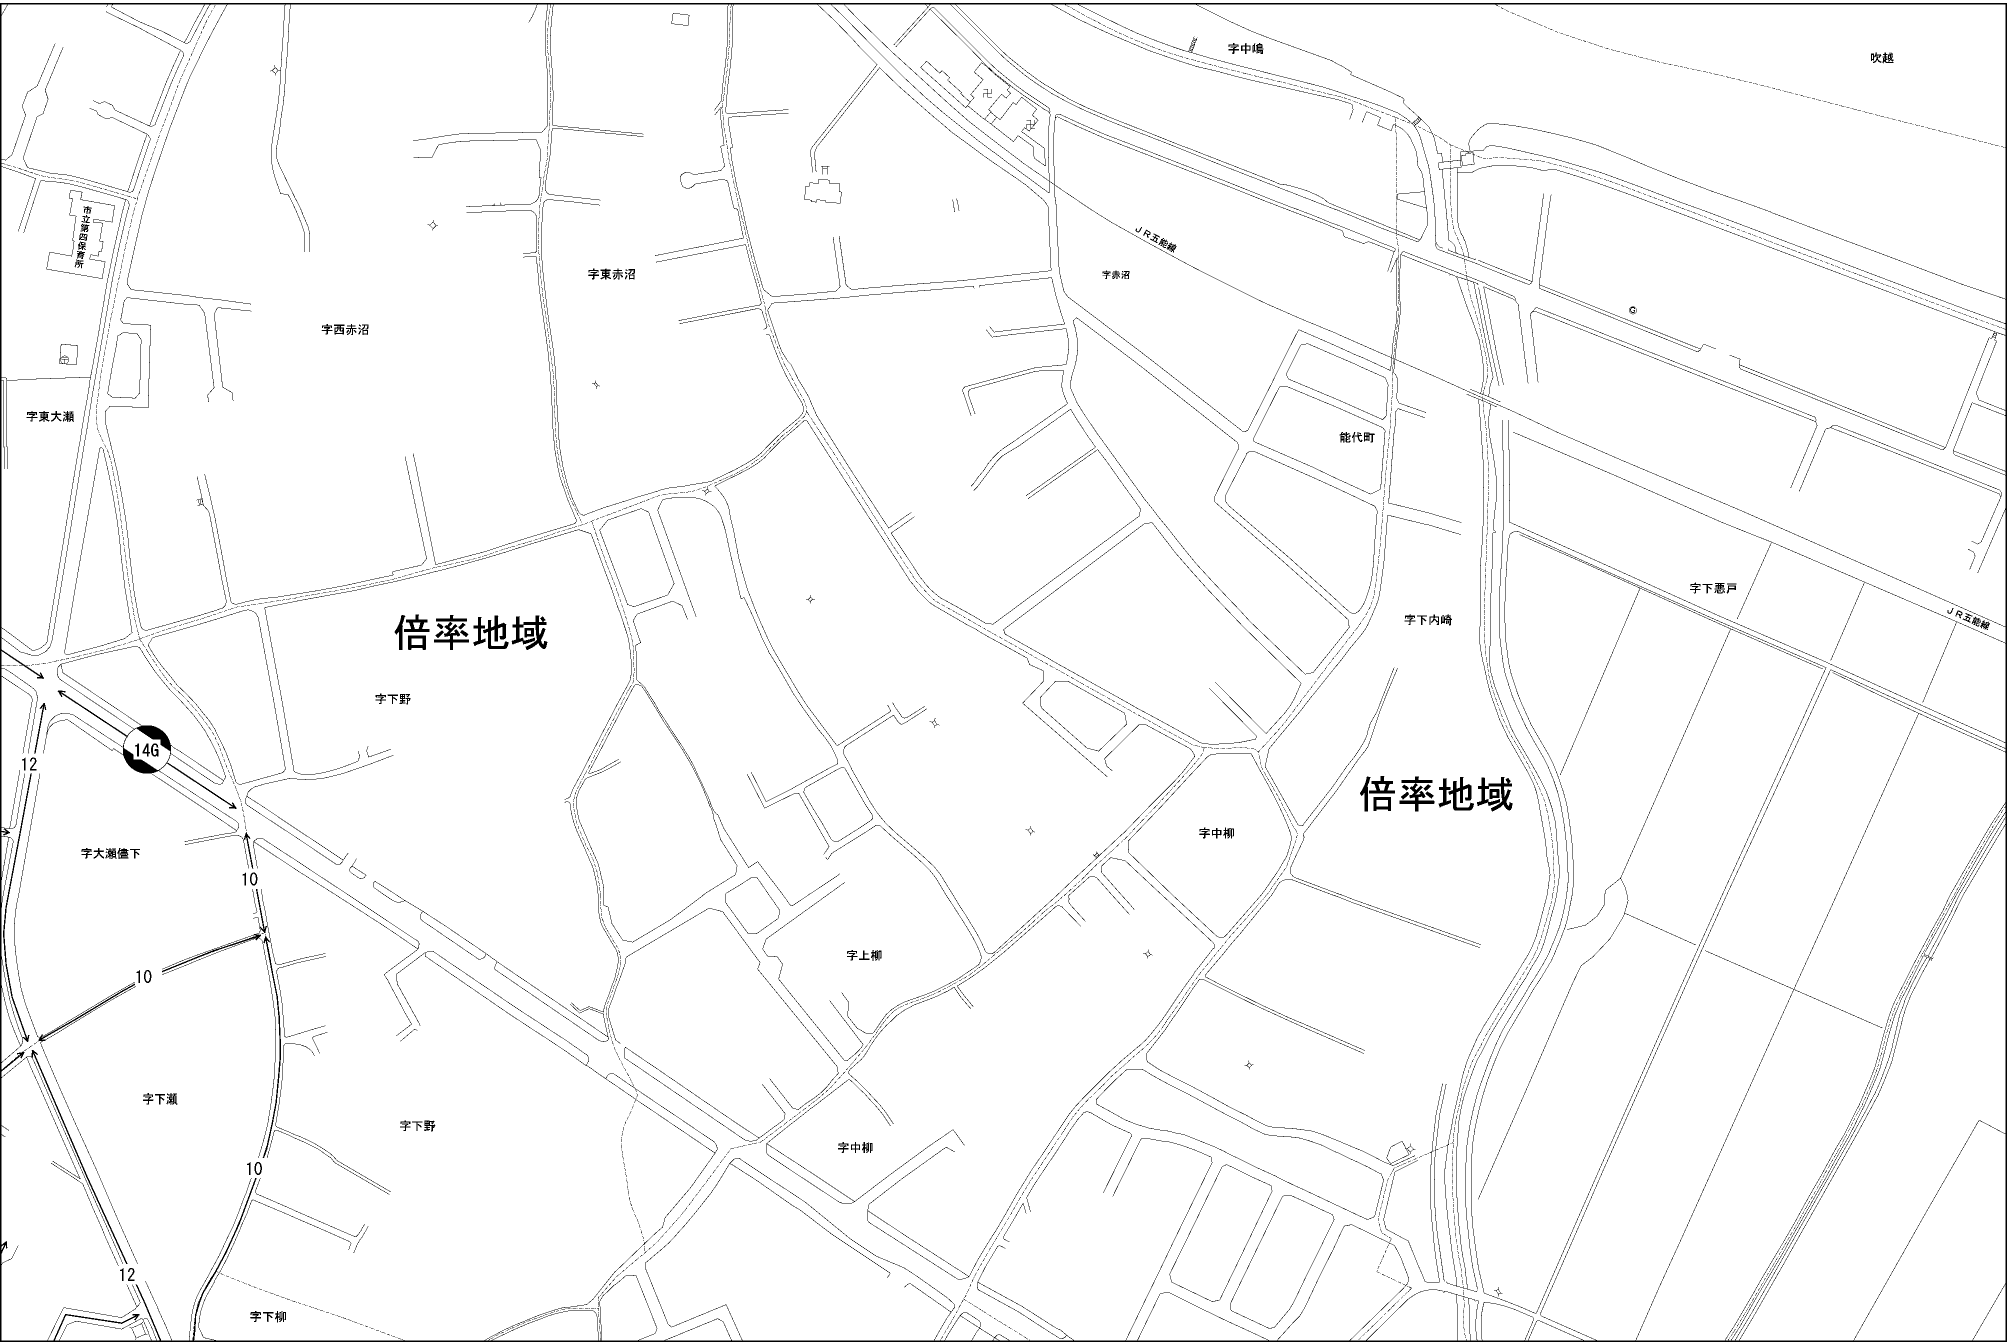 字中嶋
吹越
市立第四保育所
ＪＲ五能線
字東赤沼
字赤沼
字西赤沼
字東大瀬
能代町
字下悪戸
ＪＲ五能線
字下内崎
倍率地域
字下野
14G
12
倍率地域
字中柳
字大瀬儘下
10
字上柳
10
字下瀬
字下野
字中柳
10
12
字下柳